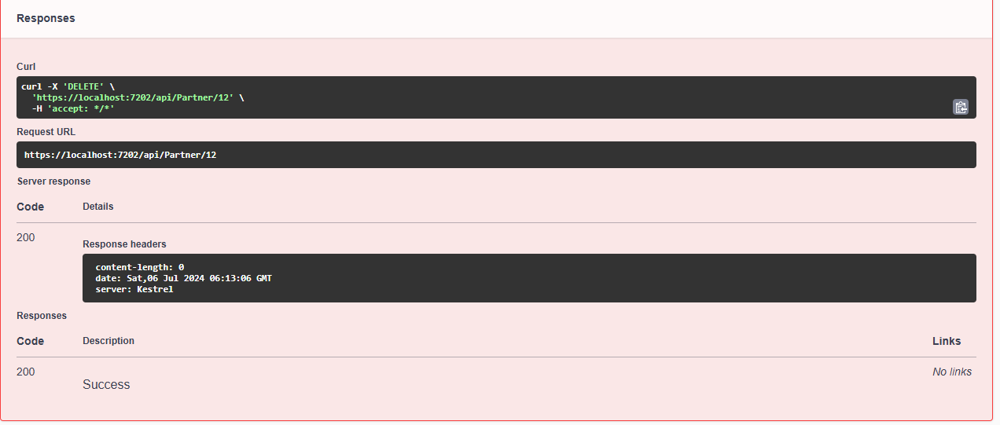 Responses
Curl
curl -X 'DELETE' \
  'https://localhost:7202/api/Partner/12' \
  -H 'accept: */*'
Request URL
https://localhost:7202/api/Partner/12
Server response
Code Details
200
Response headers
content-length: 0
date: Sat,06 Jul 2024 06:13:06 GMT
server: Kestrel
Responses
Code Description Links
200 No links
Success